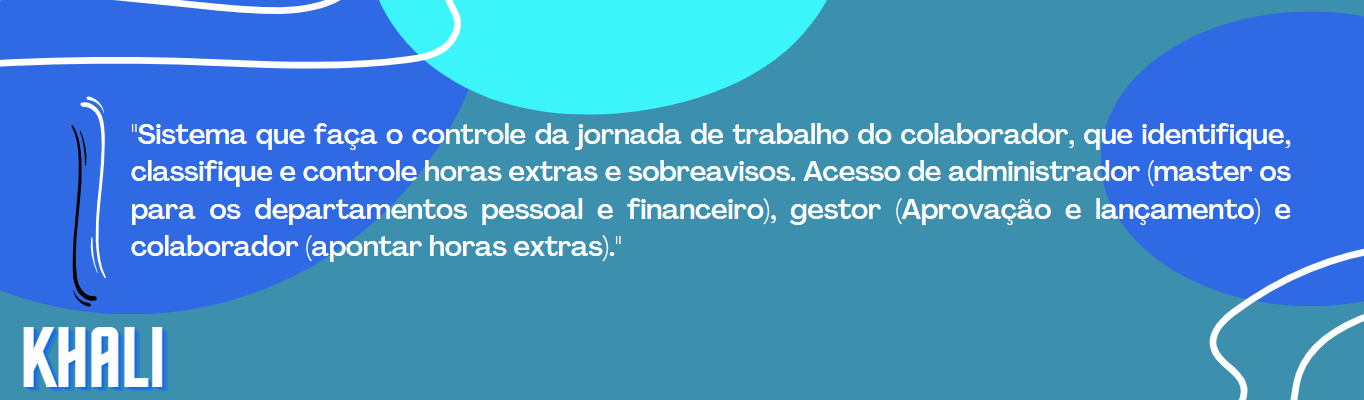 "Sistema que faça o controle da jornada de trabalho do colaborador, que identifique,
classifique e controle horas extras e sobreavisos. Acesso de administrador (master os
para os departamentos pessoal e financeiro), gestor (Aprovação e lançamento) e
colaborador (apontar horas extras)."
KHALI